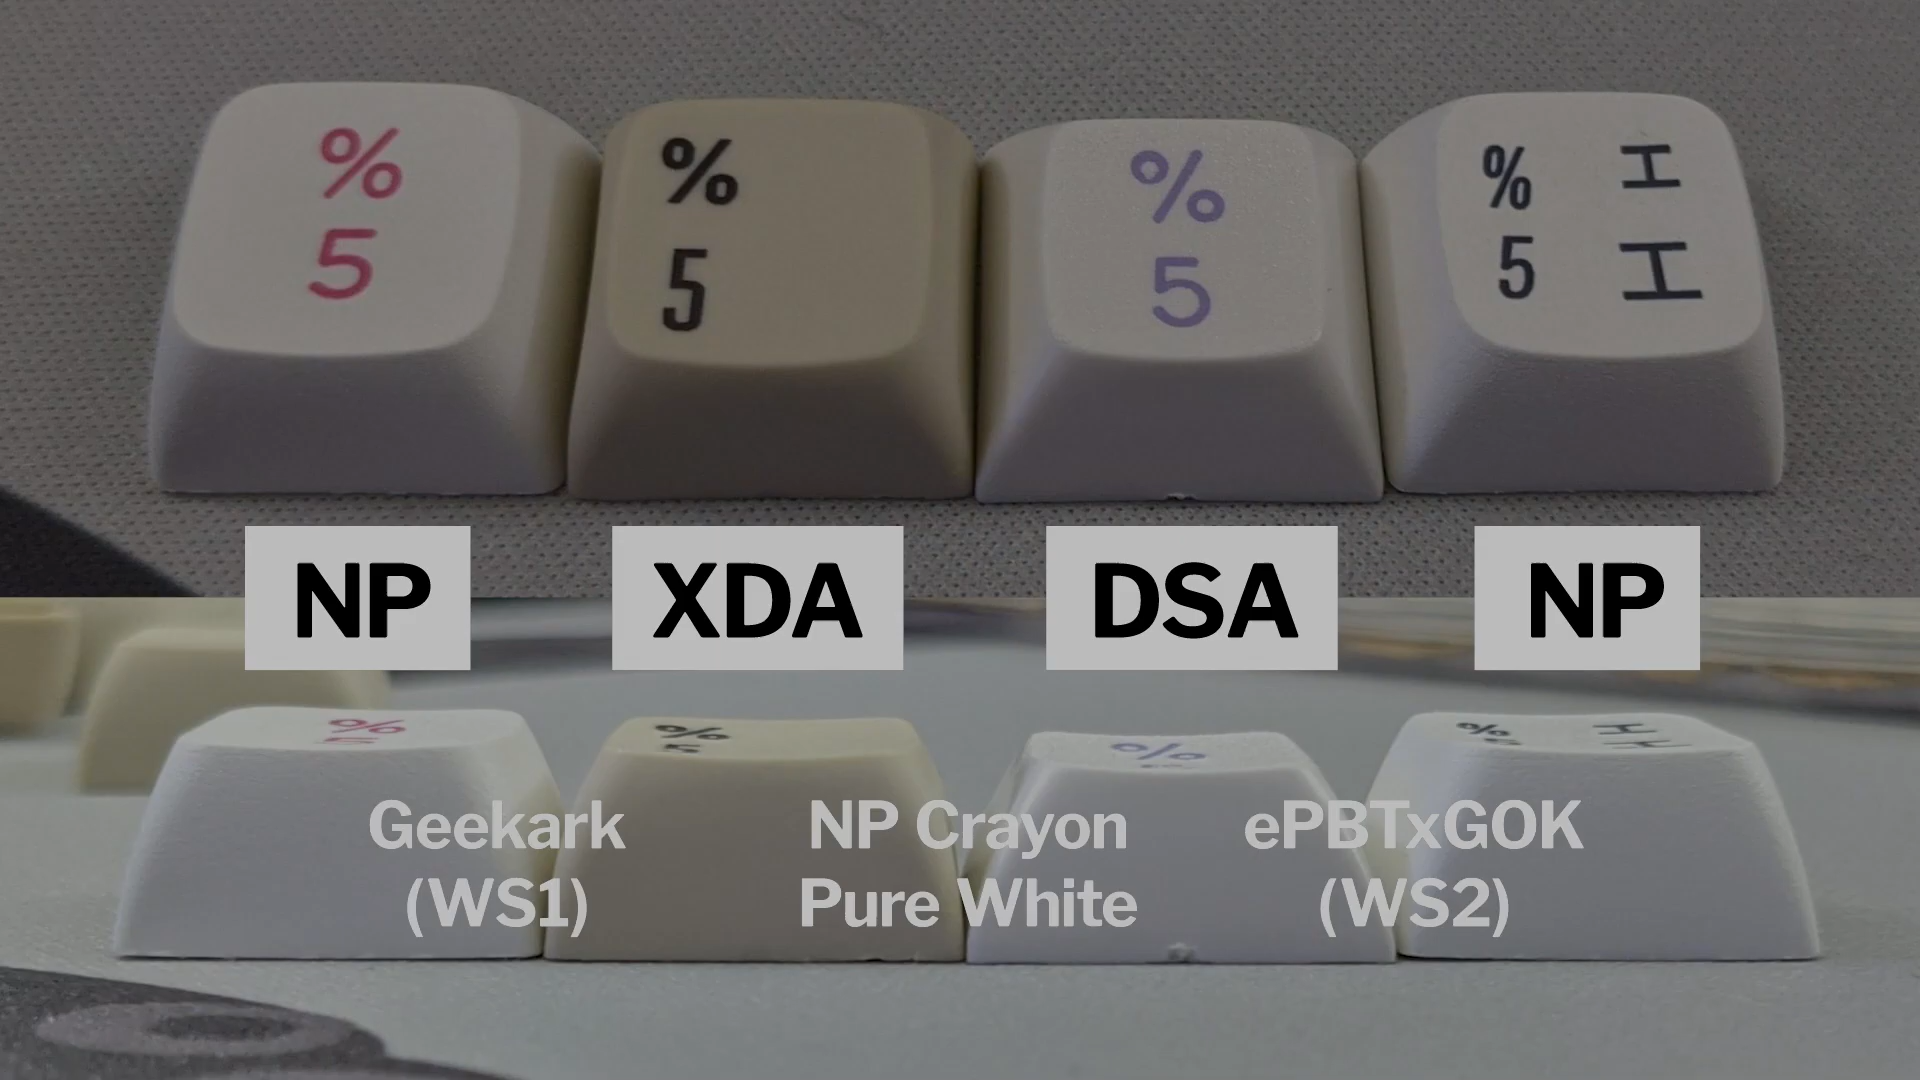 % % % % ㅍ
5 5 5 5 ㅍ
NP XDA DSA NP
% % % %
Geekark NP Crayon ePBTxGOK
(WS1) Pure White (WS2)